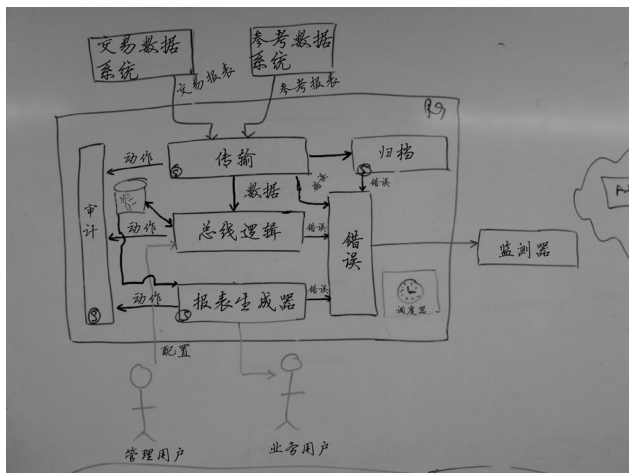 交易数据
系统
参考数据
系统
交易报表
参考报表
动作
传输
归档
错误
错误
数据
审
计
动作
总线逻辑
错误
错
误
监测器
动作
报表生成器
错误
调度器
配置
管理用户
业务用户